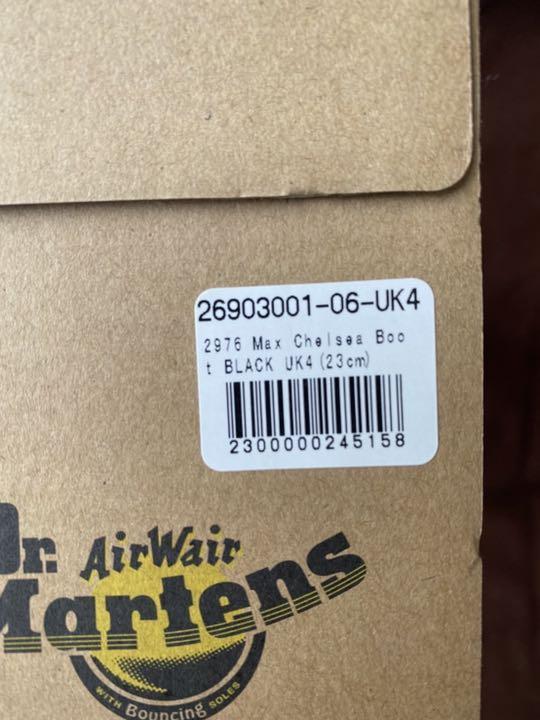 26903001-06-UK4
2976 Max Chelsea Boo
t BLACK UK4(23cm)
2300000245158
Dr.
AirWair
Martens
WITH Bouncing SOLES